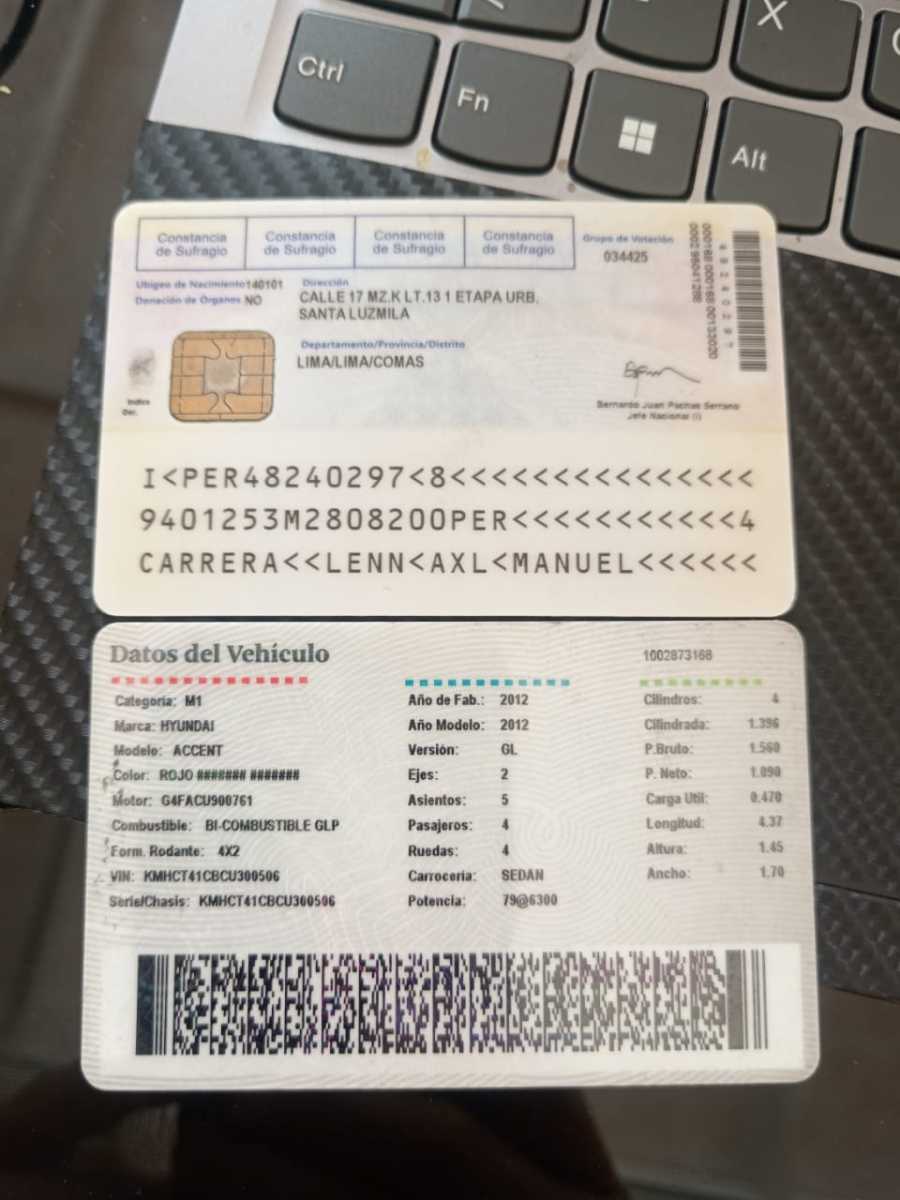 Ctrl
Fn
Alt
X
Constancia de Sufragio
Constancia de Sufragio
Constancia de Sufragio
Constancia de Sufragio
Grupo de Votación
034425
Ubigeo de Nacimiento 140101
Donación de Órganos NO
Dirección
CALLE 17 MZ.K LT.13 1 ETAPA URB.
SANTA LUZMILA
Departamento/Provincia/Distrito
LIMA/LIMA/COMAS
Indice
Der.
Bernardo Juan Pachas Serrano
Jefe Nacional (i)
I<PER48240297<8<<<<<<<<<<<<<<<
9401253M2808200PER<<<<<<<<<<<4
CARRERA<<LENN<AXL<MANUEL<<<<<<
Datos del Vehículo
1002873168
Categoria: M1
Marca: HYUNDAI
Modelo: ACCENT
Color: ROJO ####### #######
Motor: G4FACU900761
Combustible: BI-COMBUSTIBLE GLP
Form. Rodante: 4X2
VIN: KMHCT41CBCU300506
Serie/Chasis: KMHCT41CBCU300506
Año de Fab.: 2012
Año Modelo: 2012
Versión: GL
Ejes: 2
Asientos: 5
Pasajeros: 4
Ruedas: 4
Carroceria: SEDAN
Potencia: 79@6300
Cilindros: 4
Cilindrada: 1.396
P.Bruto: 1.560
P. Neto: 1.090
Carga Util: 0.470
Longitud: 4.37
Altura: 1.45
Ancho: 1.70